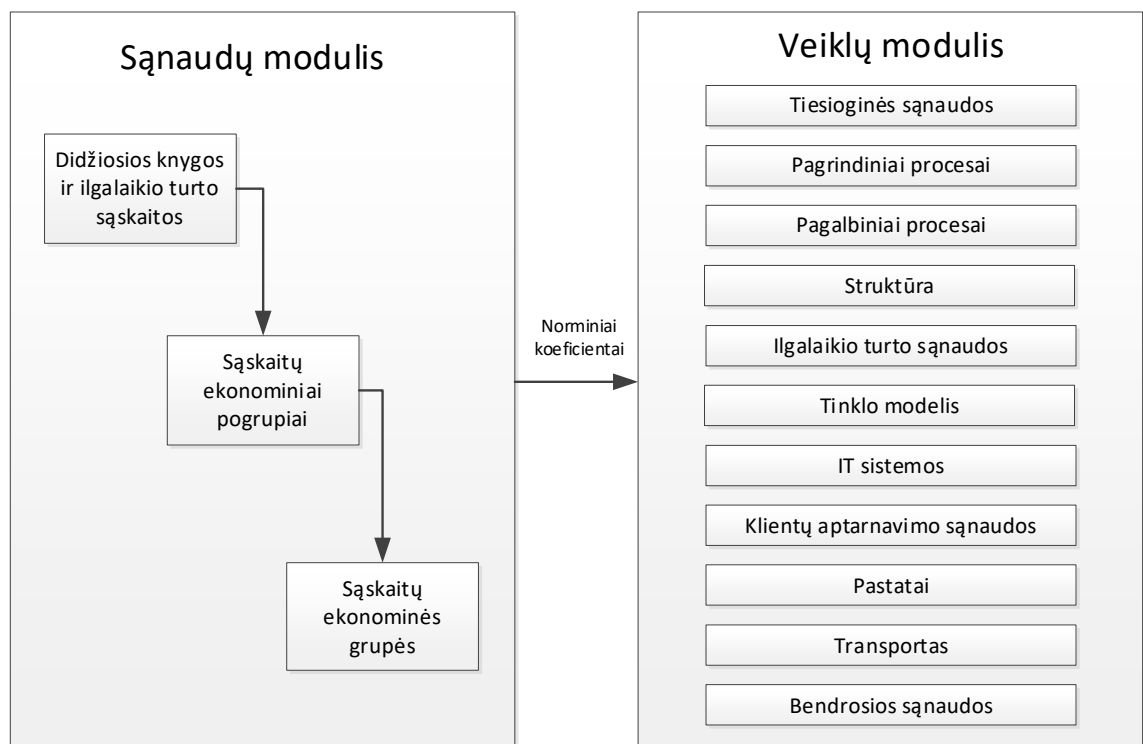 Sąnaudų modulis
Didžiosios knygos
ir ilgalaikio turto
sąskaitos
Sąskaitų
ekonominiai
pogrupiai
Sąskaitų
ekonominės
grupės
Norminiai
koeficientai
Veiklų modulis
Tiesioginės sąnaudos
Pagrindiniai procesai
Pagalbiniai procesai
Struktūra
Ilgalaikio turto sąnaudos
Tinklo modelis
IT sistemos
Klientų aptarnavimo sąnaudos
Pastatai
Transportas
Bendrosios sąnaudos